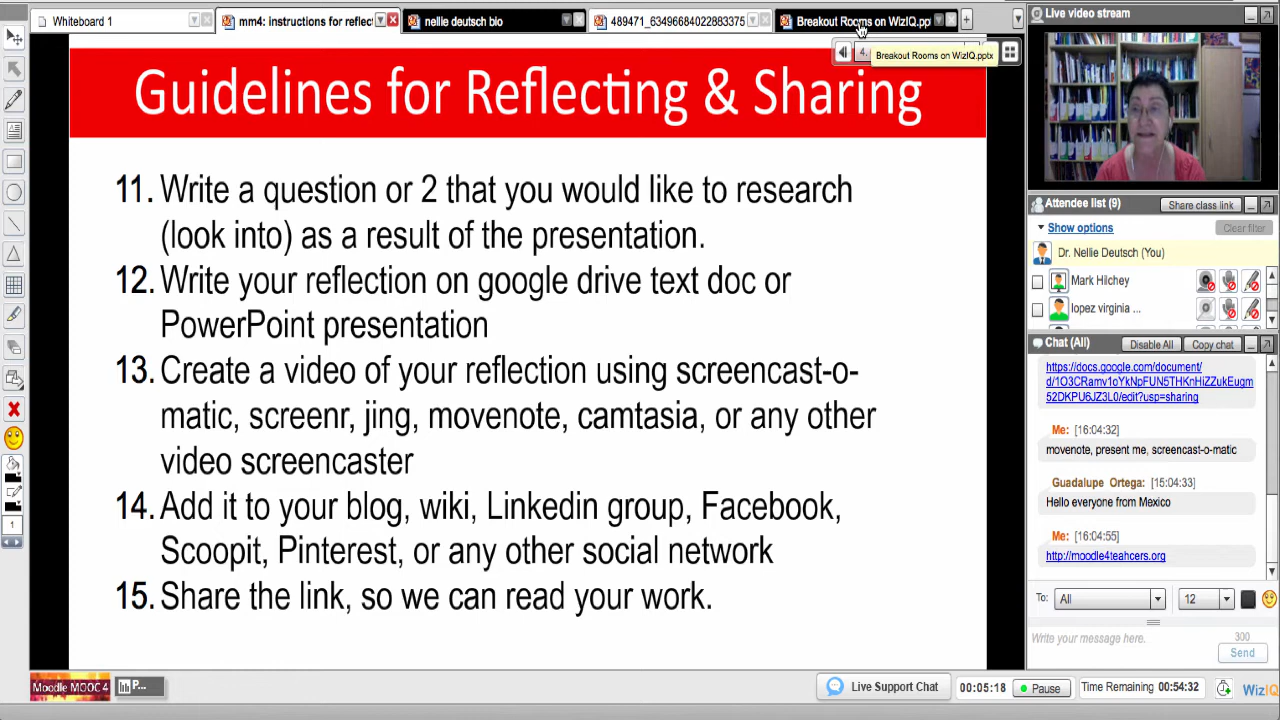 Whiteboard 1
mm4: instructions for reflect
nellie deutsch bio
489471_63496684022883375
Breakout Rooms on WizIQ.pp
Breakout Rooms on WizIQ.pptx
4.
Guidelines for Reflecting & Sharing
11. Write a question or 2 that you would like to research
(look into) as a result of the presentation.
12. Write your reflection on google drive text doc or
PowerPoint presentation
13. Create a video of your reflection using screencast-o-
matic, screenr, jing, movenote, camtasia, or any other
video screencaster
14. Add it to your blog, wiki, Linkedin group, Facebook,
Scoopit, Pinterest, or any other social network
15. Share the link, so we can read your work.
1
Live video stream
Attendee list (9)
Share class link
Show options
Clear filter
Dr. Nellie Deutsch (You)
Mark Hilchey
lopez virginia ...
Chat (All)
Disable All
Copy chat
https://docs.google.com/document/
d/1O3CRamv1oYkNpFUN5THKnHiZZukEugm
52DKPU6JZ3L0/edit?usp=sharing
Me: [16:04:32]
movenote, present me, screencast-o-matic
Guadalupe Ortega: [15:04:33]
Hello everyone from Mexico
Me: [16:04:55]
http://moodle4teahcers.org
To: All
12
Write your message here.
300
Send
Moodle MOOC 4
P...
Live Support Chat
00:05:18
Pause
Time Remaining 00:54:32
WizIQ